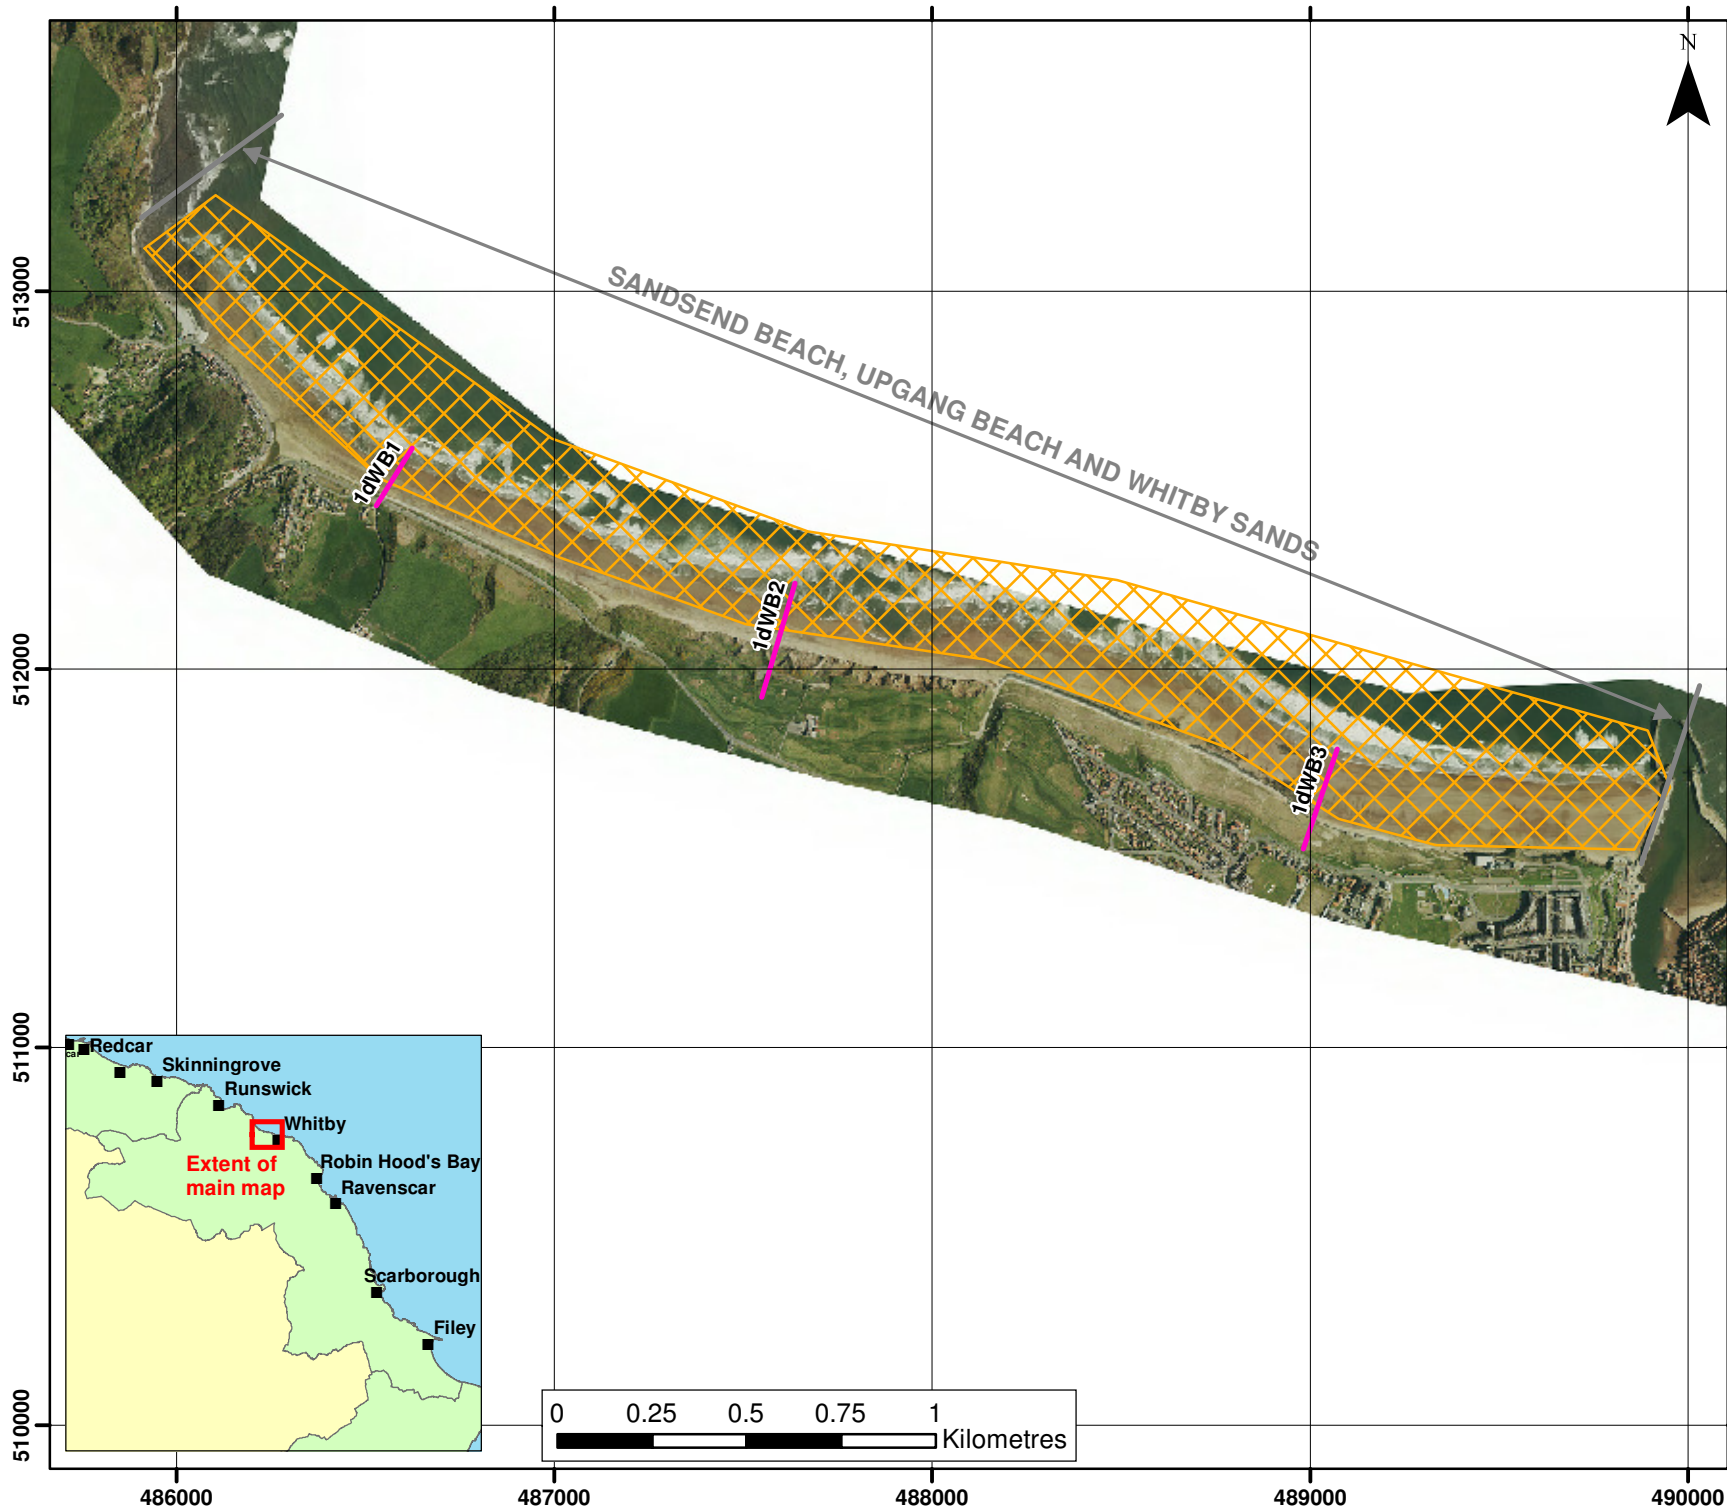 N
SANDSEND BEACH, UPGANG BEACH AND WHITBY SANDS
1dWB1
1dWB2
1dWB3
513000
512000
511000
510000
Redcar
car
Skinningrove
Runswick
Whitby
Extent of
main map
Robin Hood's Bay
Ravenscar
Scarborough
Filey
0 0.25 0.5 0.75 1
Kilometres
486000 487000 488000 489000 490000